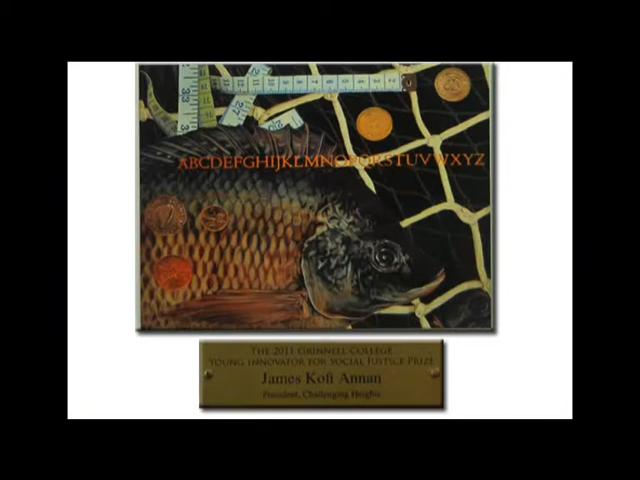 ABCDEFGHIJKLMNOPQRSTUVWXYZ
THE 2011 GRINNELL COLLEGE
YOUNG INNOVATOR FOR SOCIAL JUSTICE PRIZE
James Kofi Annan
President, Challenging Heights